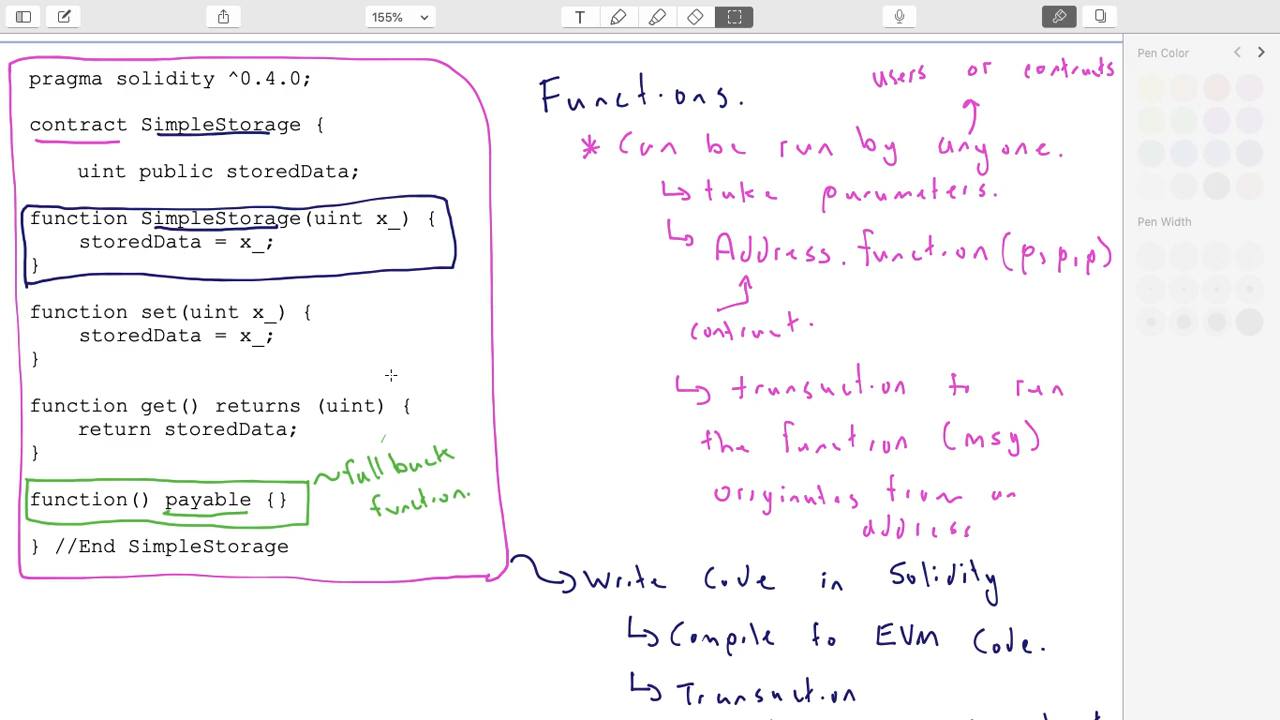 155%
Pen Color
pragma solidity ^0.4.0;
contract SimpleStorage {
uint public storedData;
function SimpleStorage(uint x_) {
storedData = x_;
}
function set(uint x_) {
storedData = x_;
}
function get() returns (uint) {
return storedData;
}
function() payable {}
~fallback
function.
} //End SimpleStorage
users or contracts
Functions.
* Can be run by anyone.
↳ take parameters.
↳ Address.function(p,p,p)
contract.
↳ transaction to run
the function (msg)
originates from an
address
Write Code in Solidity
↳ Compile to EVM Code.
↳ Transaction
Pen Width